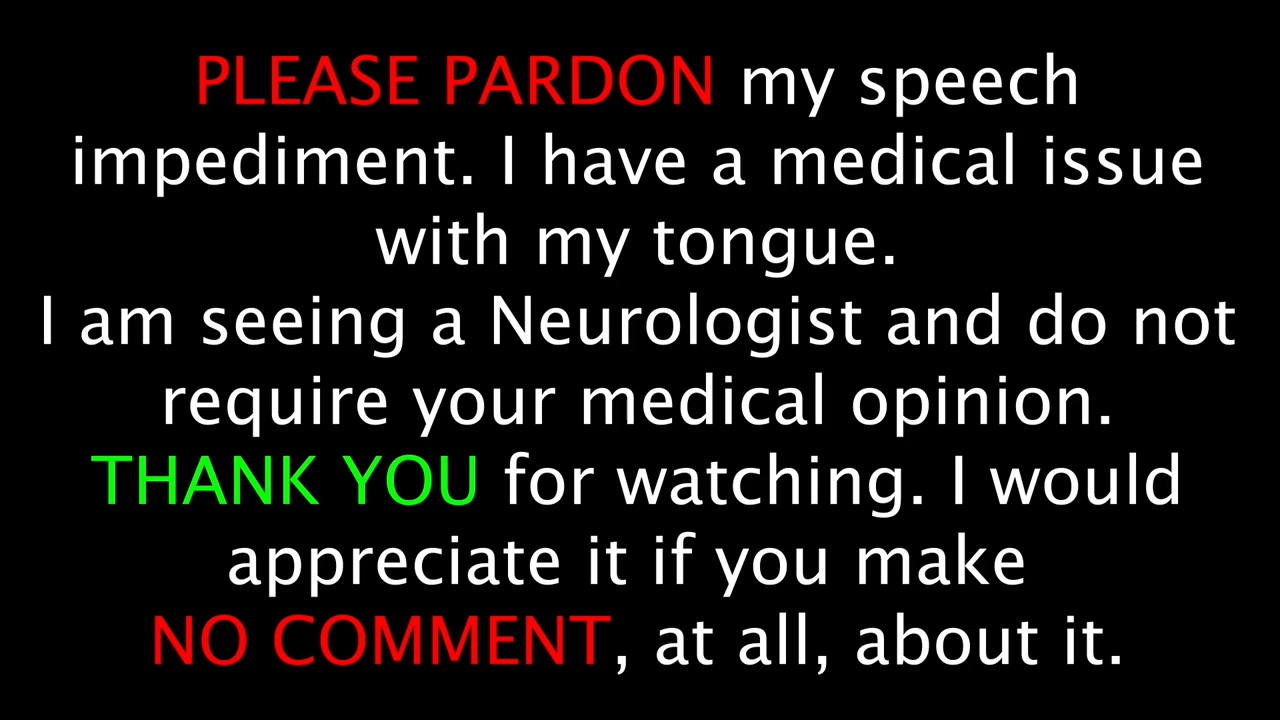 PLEASE PARDON my speech
impediment. I have a medical issue
with my tongue.
I am seeing a Neurologist and do not
require your medical opinion.
THANK YOU for watching. I would
appreciate it if you make
NO COMMENT, at all, about it.